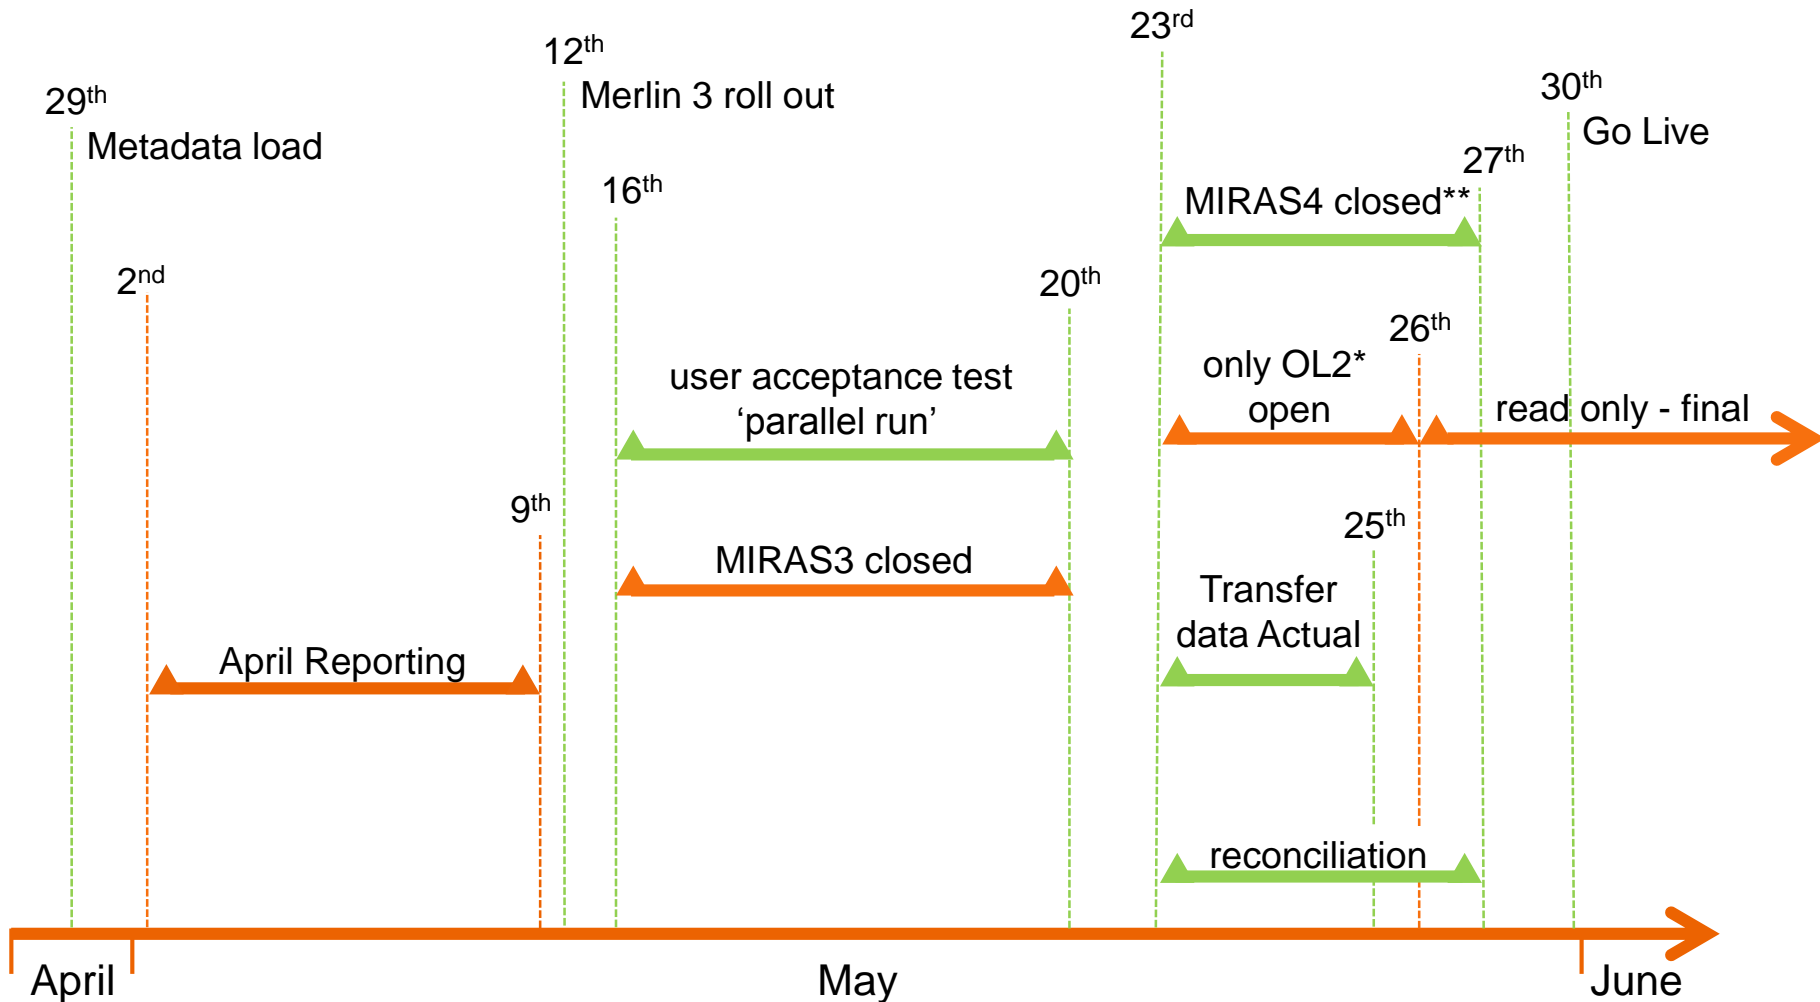 23rd
12th
Merlin 3 roll out
29th
Metadata load
30th
Go Live
27th
16th
MIRAS4 closed**
2nd
20th
26th
only OL2*
open
user acceptance test
‘parallel run’
read only - final
9th
25th
MIRAS3 closed
Transfer
data Actual
April Reporting
reconciliation
April
May
June